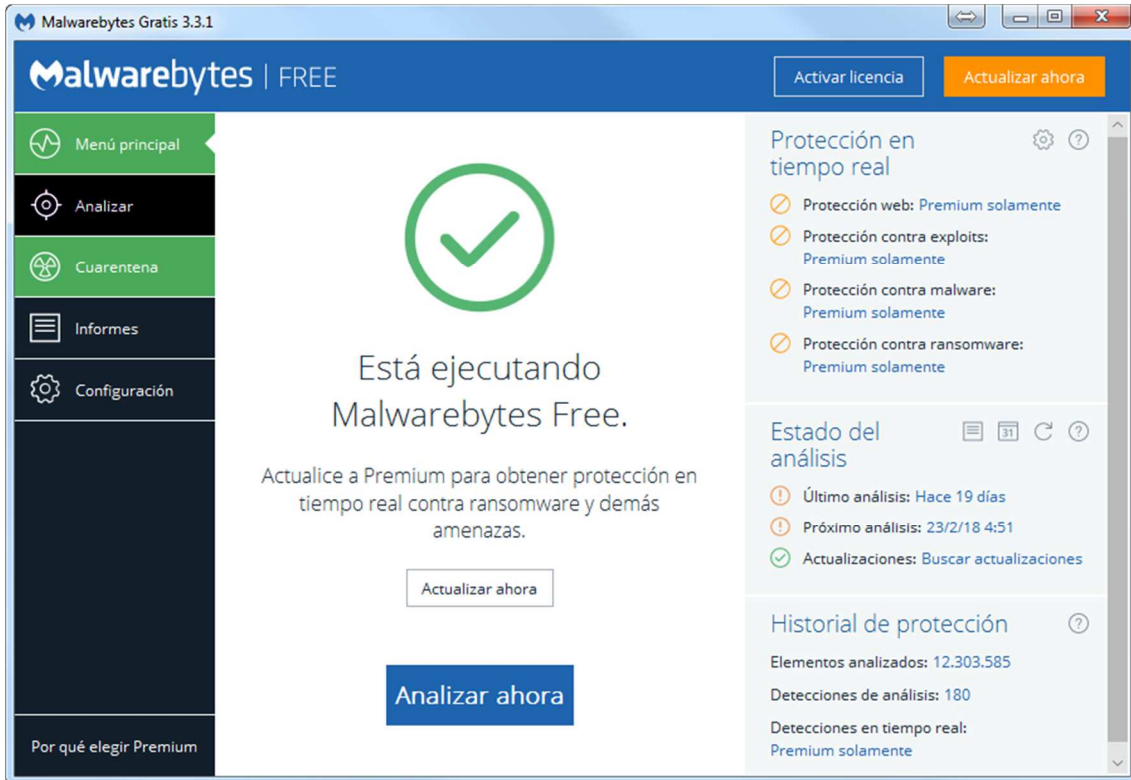 Malwarebytes Gratis 3.3.1
Malwarebytes | FREE
Activar licencia
Actualizar ahora
Menú principal
Analizar
Cuarentena
Informes
Configuración
Por qué elegir Premium
Está ejecutando
Malwarebytes Free.
Actualice a Premium para obtener protección en
tiempo real contra ransomware y demás
amenazas.
Actualizar ahora
Analizar ahora
Protección en
tiempo real
Protección web: Premium solamente
Protección contra exploits:
Premium solamente
Protección contra malware:
Premium solamente
Protección contra ransomware:
Premium solamente
Estado del
análisis
31
Último análisis: Hace 19 días
Próximo análisis: 23/2/18 4:51
Actualizaciones: Buscar actualizaciones
Historial de protección
Elementos analizados: 12.303.585
Detecciones de análisis: 180
Detecciones en tiempo real:
Premium solamente